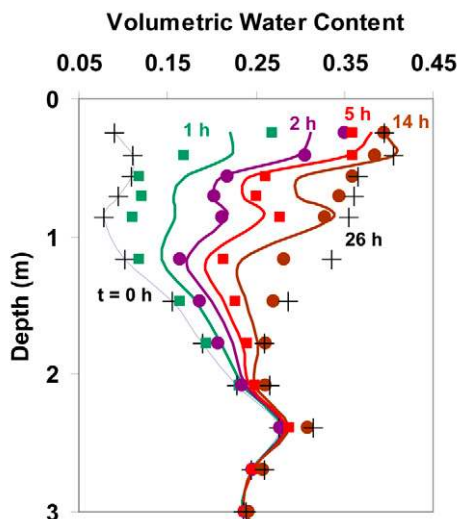 Volumetric Water Content
0.05 0.15 0.25 0.35 0.45
0
1 h
2 h
5 h
14 h
1
26 h
t = 0 h
Depth (m)
2
3